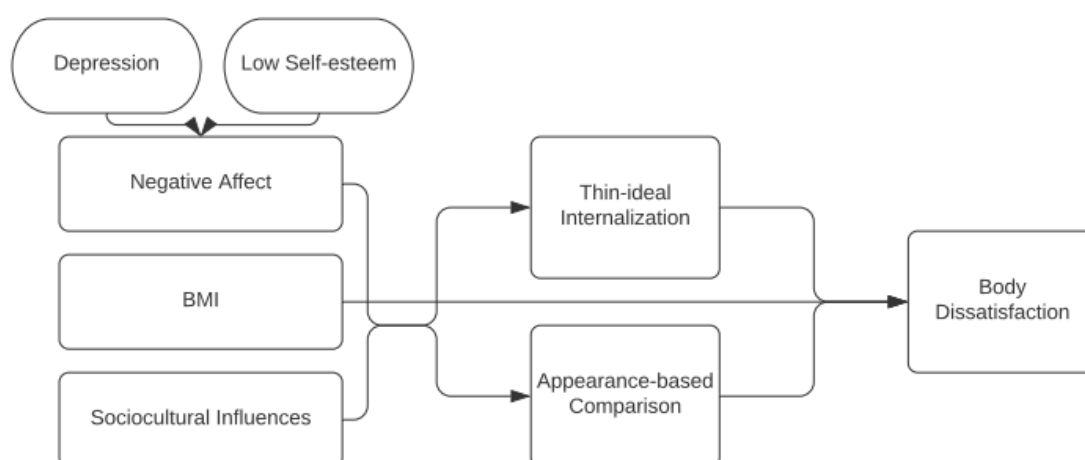 Depression
Low Self-esteem
Negative Affect
Thin-ideal
Internalization
BMI
Body
Dissatisfaction
Appearance-based
Comparison
Sociocultural Influences